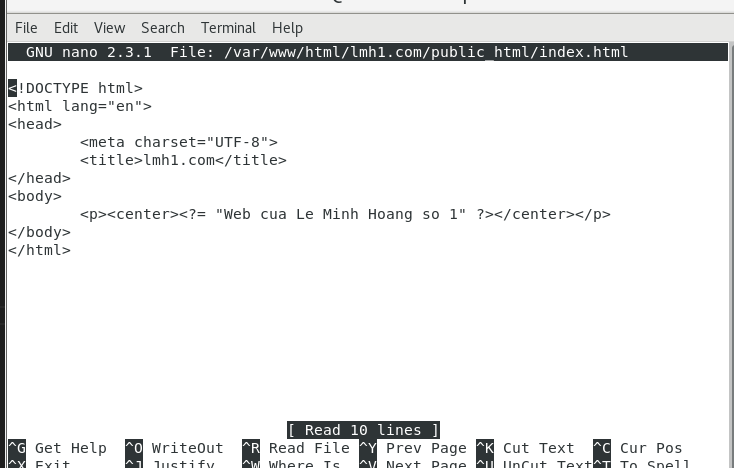 File Edit View Search Terminal Help
GNU nano 2.3.1 File: /var/www/html/lmh1.com/public_html/index.html
<!DOCTYPE html>
<html lang="en">
<head>
<meta charset="UTF-8">
<title>lmh1.com</title>
</head>
<body>
<p><center><?= "Web cua Le Minh Hoang so 1" ?></center></p>
</body>
</html>
[ Read 10 lines ]
^G Get Help ^O WriteOut ^R Read File ^Y Prev Page ^K Cut Text ^C Cur Pos
^X Exit ^J Justify ^W Where Is ^V Next Page ^U UnCut Text ^T To Spell